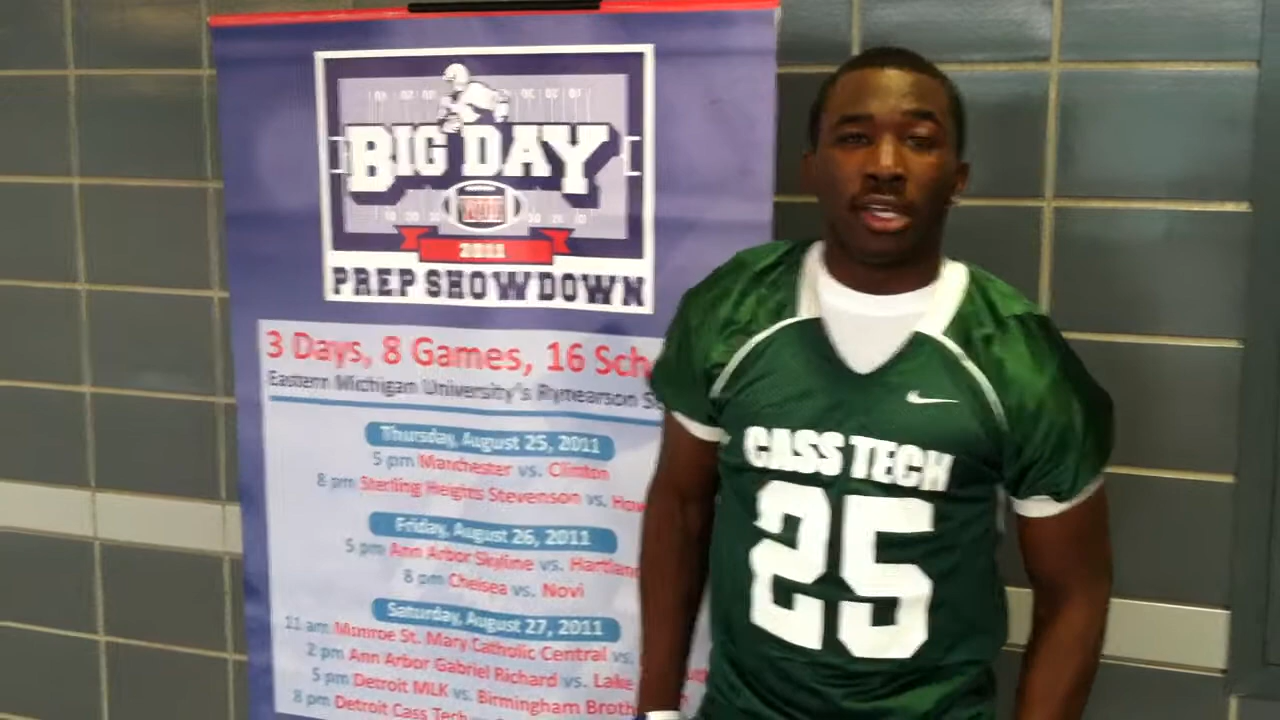 BIG DAY
2011
PREP SHOWDOWN
3 Days, 8 Games, 16 Sch
Eastern Michigan University's Rynearson S
Thursday, August 25, 2011
5 pm Manchester vs. Clinton
8 pm Sterling Heights Stevenson vs. How
Friday, August 26, 2011
5 pm Ann Arbor Skyline vs. Hartland
8 pm Chelsea vs. Novi
Saturday, August 27, 2011
11 am Monroe St. Mary Catholic Central vs.
2 pm Ann Arbor Gabriel Richard vs. Lake
5 pm Detroit MLK vs. Birmingham Broth
8 pm Detroit Cass Tech
CASS TECH
25